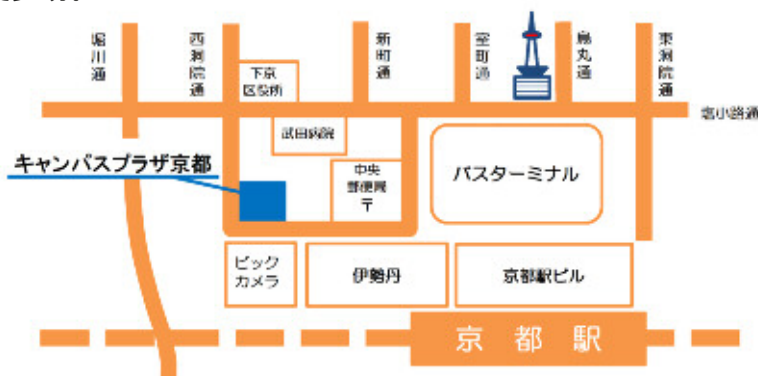 堀川通
西洞院通
新町通
室町通
烏丸通
東洞院通
下京
区役所
塩小路通
武田病院
キャンパスプラザ京都
中央
郵便局
〒
バスターミナル
ビック
カメラ
伊勢丹
京都駅ビル
京都駅